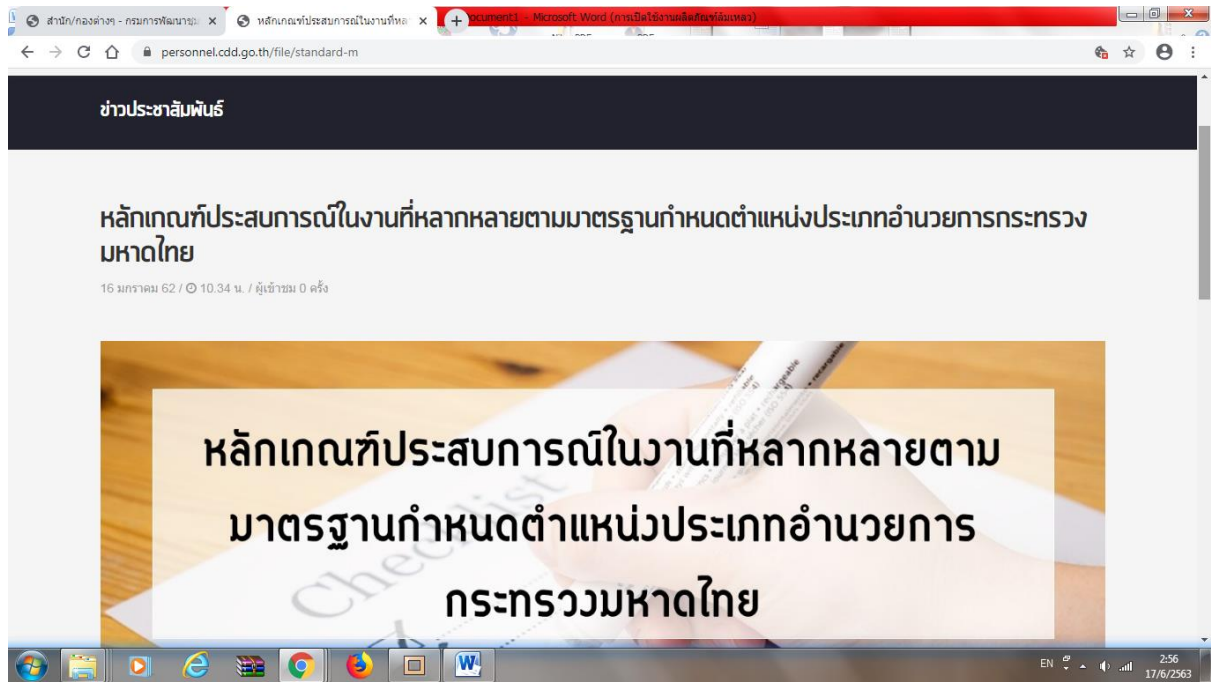 สำนัก/กองต่างๆ - กรมการพัฒนาชุม
หลักเกณฑ์ประสบการณ์ในงานที่หลา
Document1 - Microsoft Word (การเปิดใช้งานผลิตภัณฑ์ล้มเหลว)
personnel.cdd.go.th/file/standard-m
ข่าวประชาสัมพันธ์
หลักเกณฑ์ประสบการณ์ในงานที่หลากหลายตามมาตรฐานกำหนดตำแหน่งประเภทอำนวยการกระทรวง
มหาดไทย
16 มกราคม 62 / 10.34 น. / ผู้เข้าชม 0 ครั้ง
หลักเกณฑ์ประสบการณ์ในงานที่หลากหลายตาม
มาตรฐานกำหนดตำแหน่งประเภทอำนวยการ
กระทรวงมหาดไทย
Checklist
EN
2:56
17/6/2563